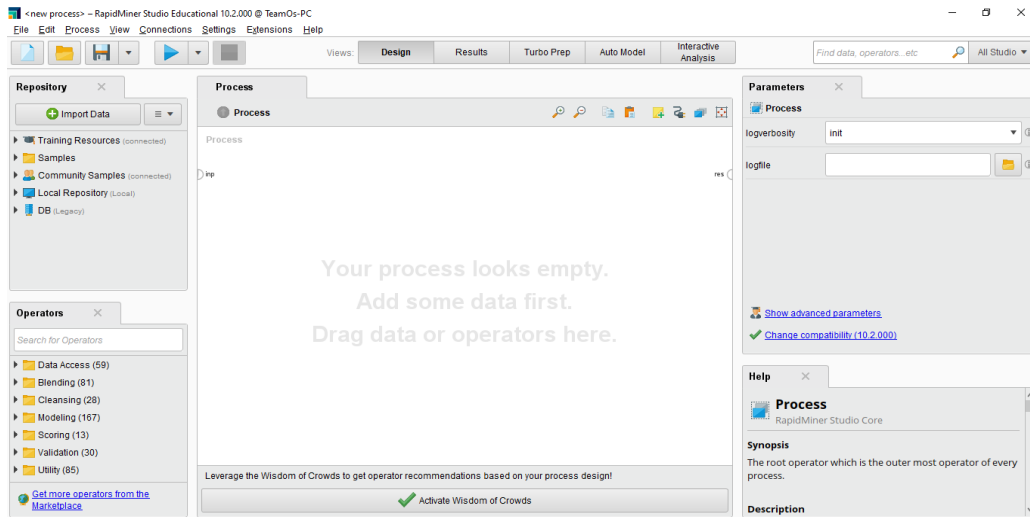 <new process> – RapidMiner Studio Educational 10.2.000 @ TeamOs-PC
File Edit Process View Connections Settings Extensions Help
Views: Design Results Turbo Prep Auto Model Interactive Analysis
Find data, operators...etc
All Studio
Repository
Import Data
Training Resources (connected)
Samples
Community Samples (connected)
Local Repository (Local)
DB (Legacy)
Operators
Search for Operators
Data Access (59)
Blending (81)
Cleansing (28)
Modeling (167)
Scoring (13)
Validation (30)
Utility (85)
Get more operators from the
Marketplace
Process
Process
Process
inp
res
Your process looks empty.
Add some data first.
Drag data or operators here.
Leverage the Wisdom of Crowds to get operator recommendations based on your process design!
Activate Wisdom of Crowds
Parameters
Process
logverbosity init
logfile
Show advanced parameters
Change compatibility (10.2.000)
Help
Process
RapidMiner Studio Core
Synopsis
The root operator which is the outer most operator of every
process.
Description